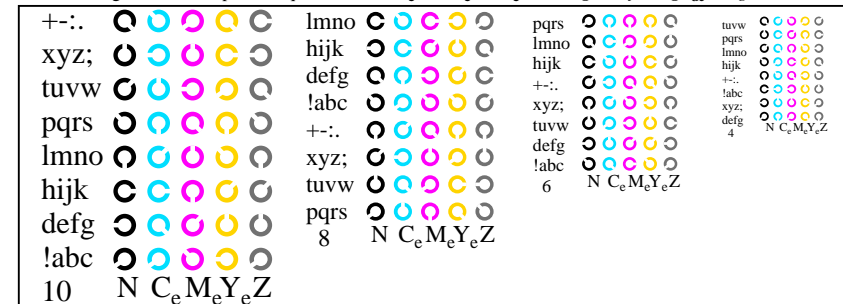 +-:.
xyz;
tuvw
pqrs
lmno
hijk
defg
!abc
10 N CeMeYeZ
lmno
hijk
defg
!abc
+-:.
xyz;
tuvw
pqrs
8 N CeMeYeZ
pqrs
lmno
hijk
+-:.
xyz;
tuvw
defg
!abc
6 N CeMeYeZ
tuvw
pqrs
lmno
hijk
+-:.
!abc
xyz;
defg
4 N CeMeYeZ